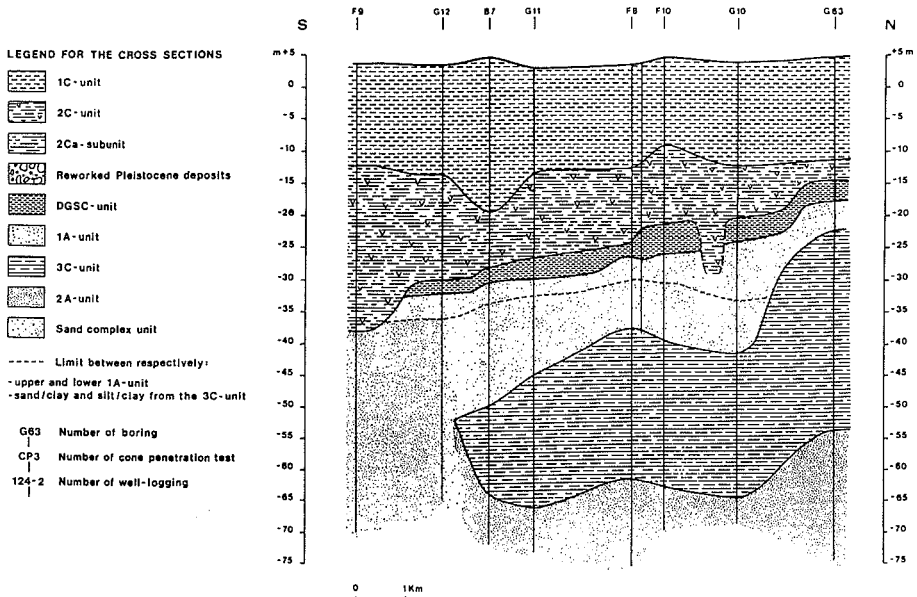 S
F9
G12
B7
G11
F8
F10
G10
G63
N
LEGEND FOR THE CROSS SECTIONS
1C-unit
2C-unit
2Ca-subunit
Reworked Pleistocene deposits
DGSC-unit
1A-unit
3C-unit
2A-unit
Sand complex unit
Limit between respectively:
-upper and lower 1A-unit
-sand/clay and silt/clay from the 3C-unit
G63 Number of boring
CP3 Number of cone penetration test
124-2 Number of well-logging
m+5
0
-5
-10
-15
-20
-25
-30
-35
-40
-45
-50
-55
-60
-65
-70
-75
+5m
0
-5
-10
-15
-20
-25
-30
-35
-40
-45
-50
-55
-60
-65
-70
-75
0 1Km